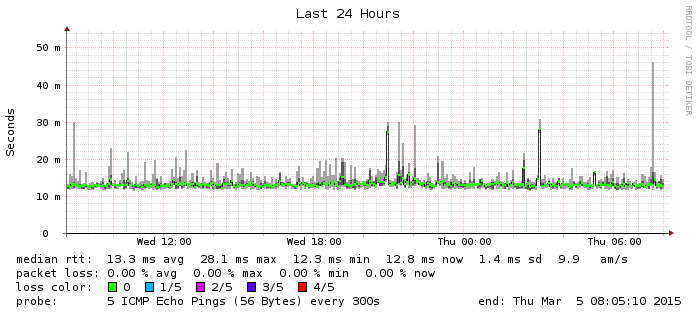 Last 24 Hours
RRDTOOL / TOBI OETIKER
Seconds
50 m
40 m
30 m
20 m
10 m
0
Wed 12:00 Wed 18:00 Thu 00:00 Thu 06:00
median rtt: 13.3 ms avg 28.1 ms max 12.3 ms min 12.8 ms now 1.4 ms sd 9.9 am/s
packet loss: 0.00 % avg 0.00 % max 0.00 % min 0.00 % now
loss color: 0 1/5 2/5 3/5 4/5
probe: 5 ICMP Echo Pings (56 Bytes) every 300s end: Thu Mar 5 08:05:10 2015